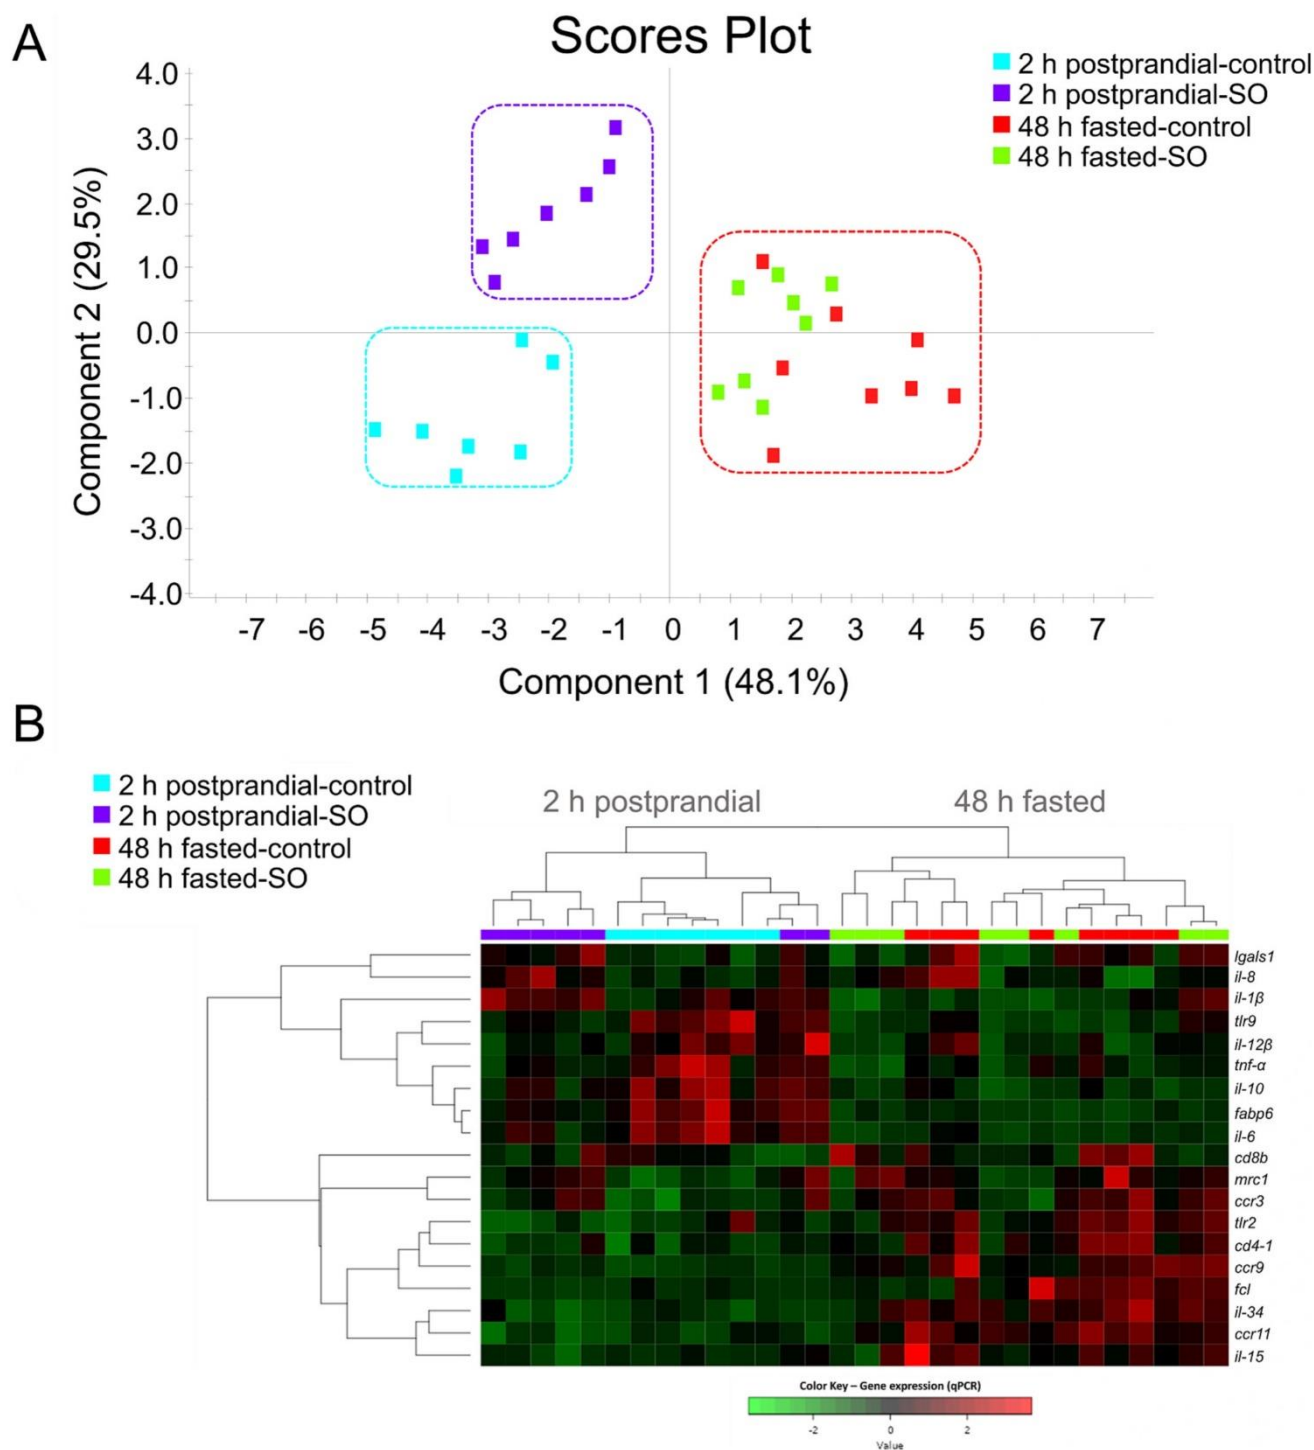 A
Scores Plot
2 h postprandial-control
2 h postprandial-SO
48 h fasted-control
48 h fasted-SO
4.0
3.0
2.0
1.0
0.0
-1.0
-2.0
-3.0
-4.0
Component 2 (29.5%)
-7 -6 -5 -4 -3 -2 -1 0 1 2 3 4 5 6 7
Component 1 (48.1%)
B
2 h postprandial-control
2 h postprandial-SO
48 h fasted-control
48 h fasted-SO
2 h postprandial 48 h fasted
lgals1
il-8
il-1β
tlr9
il-12β
tnf-α
il-10
fabp6
il-6
cd8b
mrc1
ccr3
tlr2
cd4-1
ccr9
fcl
il-34
ccr11
il-15
Color Key – Gene expression (qPCR)
-2 0 2
Value